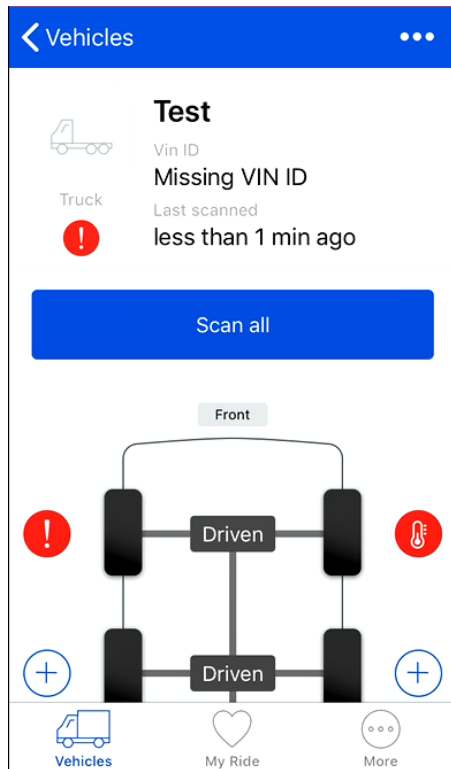 Vehicles
Test
Vin ID
Missing VIN ID
Truck
Last scanned
less than 1 min ago
Scan all
Front
Driven
Driven
Vehicles
My Ride
More